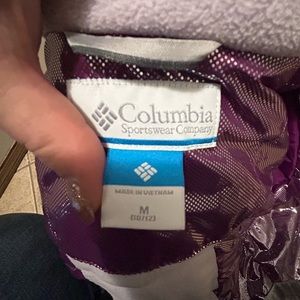 Columbia
Sportswear Company
MADE IN VIETNAM
M
(10/12)